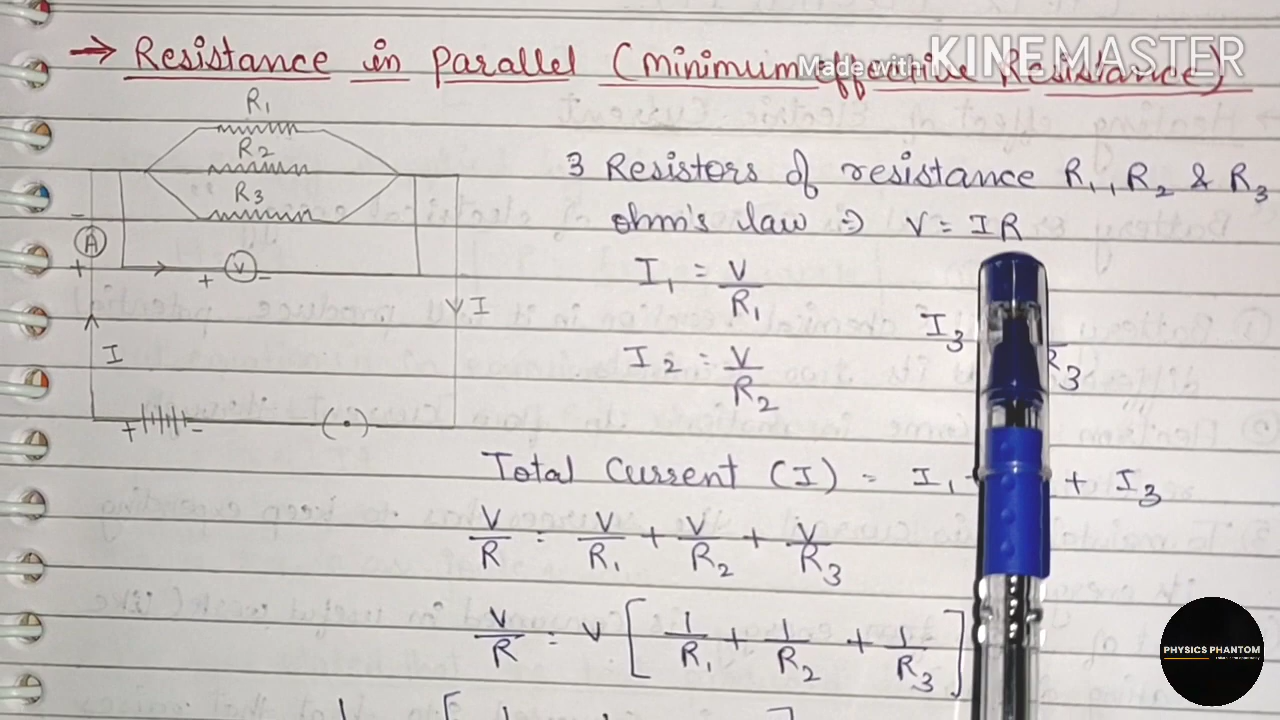 → Resistance in parallel (minimum effective Resistance)
Made with KINEMASTER
R1
R2
R3
A
-
+
+ V -
I
I
+ - (•)
3 Resistors of resistance R1, R2 & R3
ohm's law ⇒ V = IR
I1 = V/R1
I3 R3
I2 = V/R2
Total Current (I) = I1 + I3
V/R = V/R1 + V/R2 + V/R3
V/R = V [ 1/R1 + 1/R2 + 1/R3 ]
PHYSICS PHANTOM